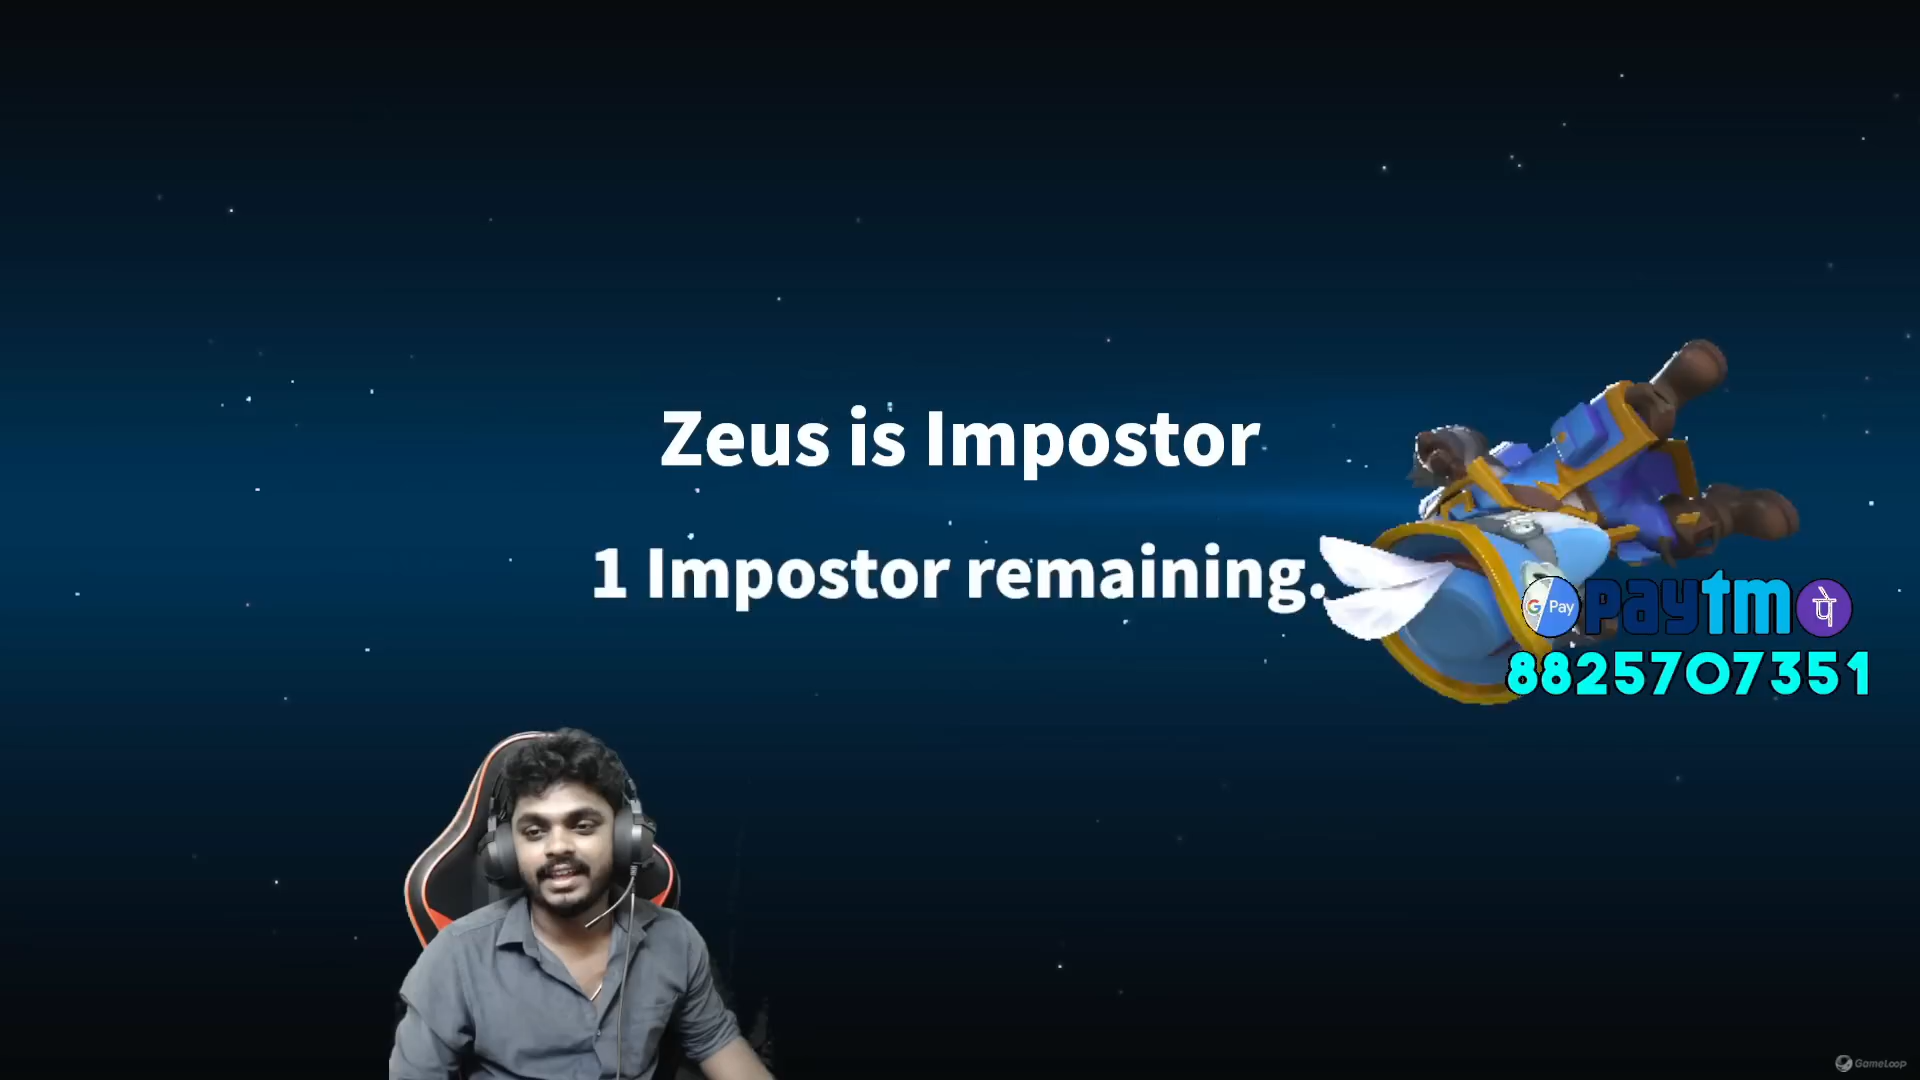 Zeus is Impostor
1 Impostor remaining.
G Pay paytm पे
8825707351
GameLoop